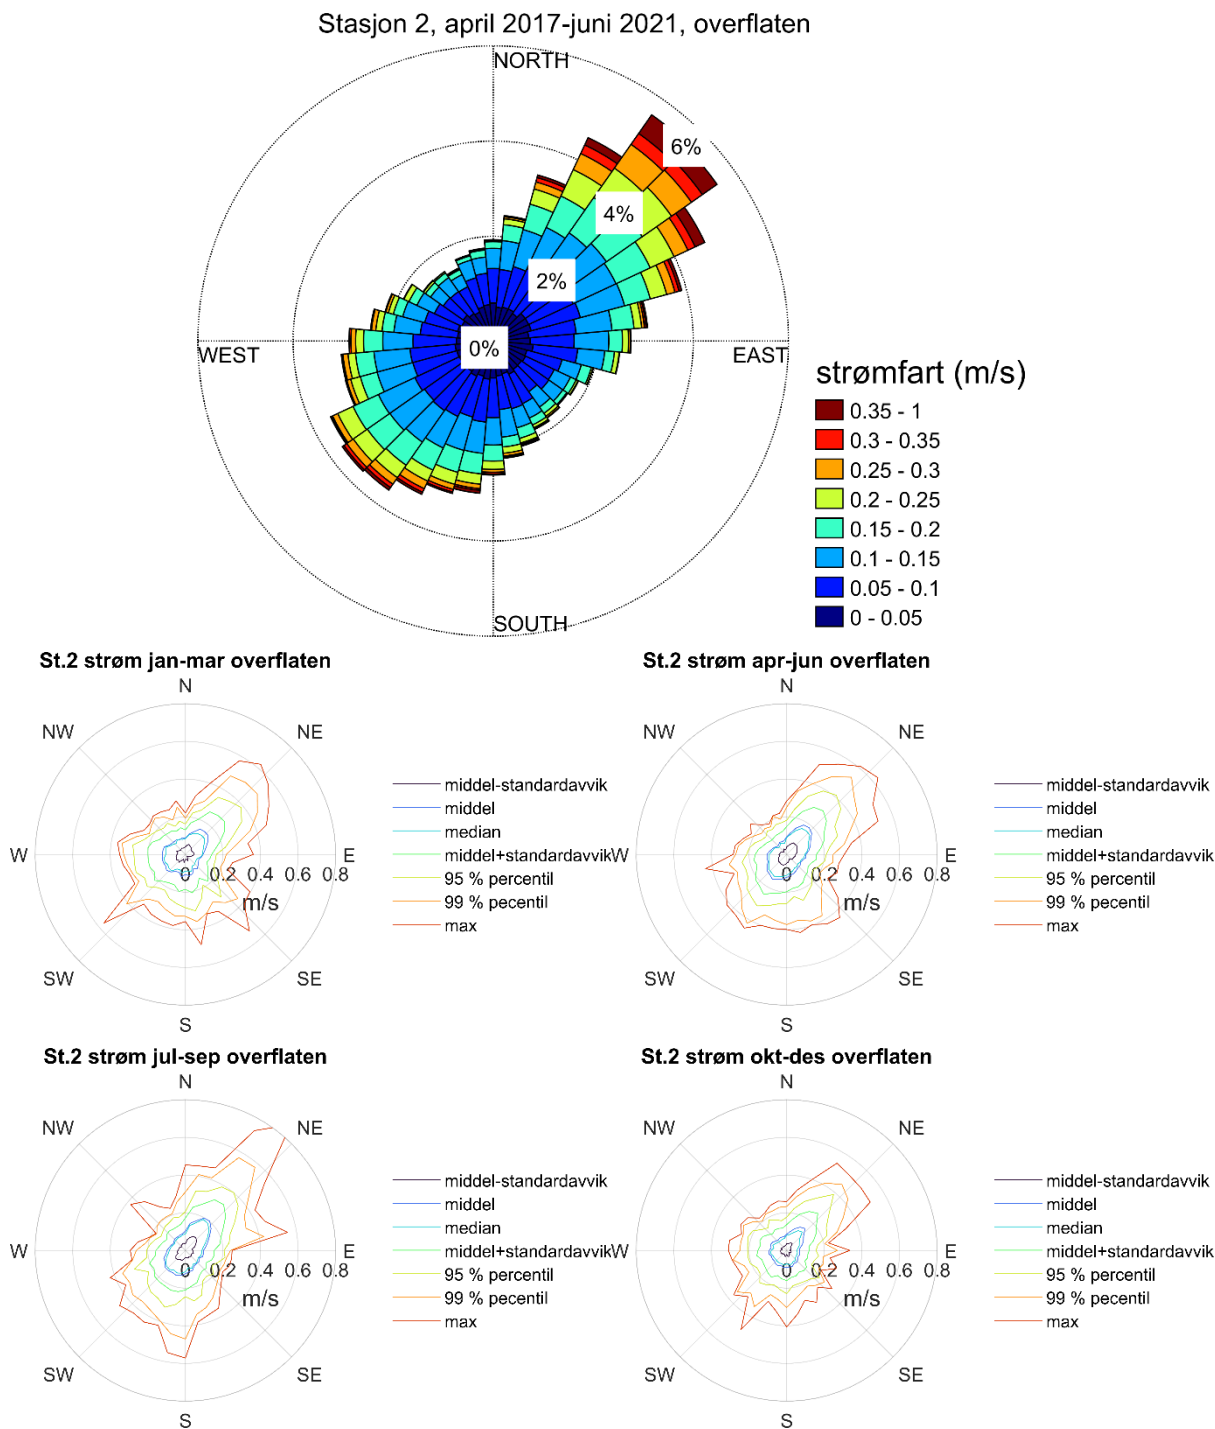 Stasjon 2, april 2017-juni 2021, overflaten
NORTH
6%
4%
2%
0%
WEST
EAST
SOUTH
strømfart (m/s)
0.35 - 1
0.3 - 0.35
0.25 - 0.3
0.2 - 0.25
0.15 - 0.2
0.1 - 0.15
0.05 - 0.1
0 - 0.05
St.2 strøm jan-mar overflaten
N
NW
NE
W
E
0 0.2 0.4 0.6 0.8
m/s
SW
SE
S
middel-standardavvik
middel
median
middel+standardavvik
95 % percentil
99 % pecentil
max
St.2 strøm apr-jun overflaten
N
NW
NE
W
E
0 0.2 0.4 0.6 0.8
m/s
SW
SE
S
middel-standardavvik
middel
median
middel+standardavvik
95 % percentil
99 % pecentil
max
St.2 strøm jul-sep overflaten
N
NW
NE
W
E
0 0.2 0.4 0.6 0.8
m/s
SW
SE
S
middel-standardavvik
middel
median
middel+standardavvik
95 % percentil
99 % pecentil
max
St.2 strøm okt-des overflaten
N
NW
NE
W
E
0 0.2 0.4 0.6 0.8
m/s
SW
SE
S
middel-standardavvik
middel
median
middel+standardavvik
95 % percentil
99 % pecentil
max